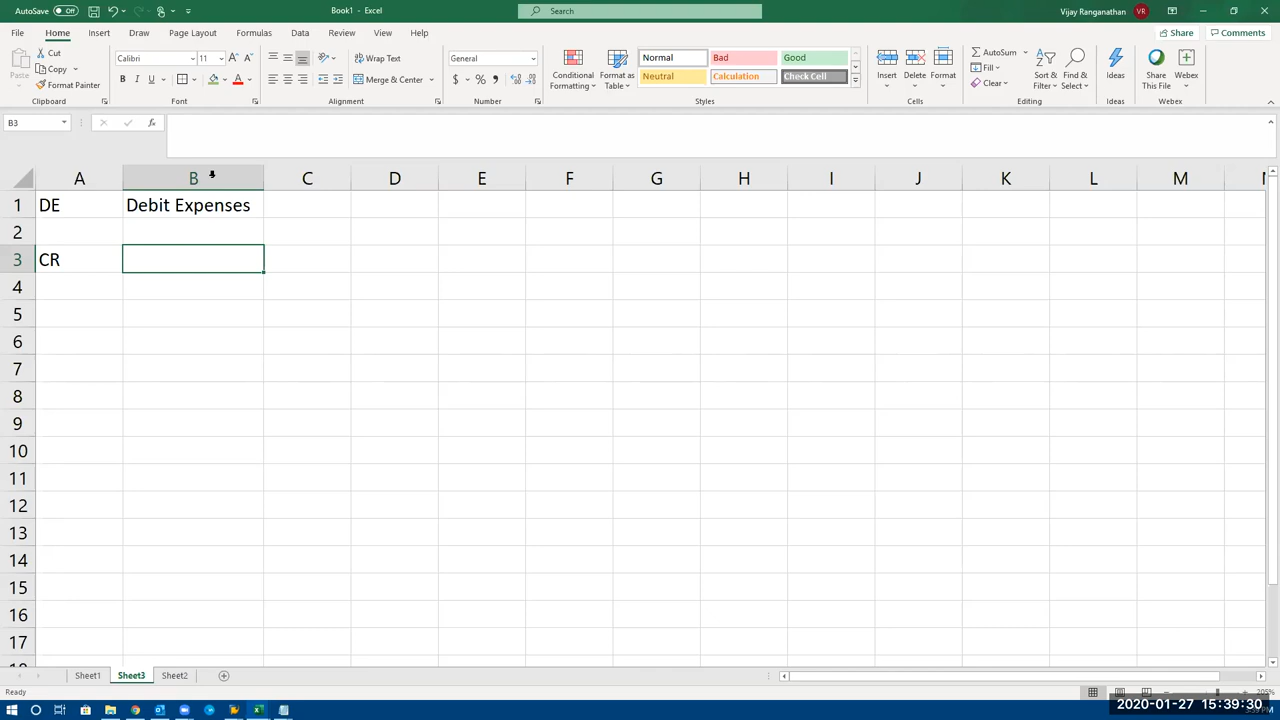 AutoSave Off Book1 - Excel Search Vijay Ranganathan VR
File Home Insert Draw Page Layout Formulas Data Review View Help Share Comments
Paste Cut Copy Format Painter Clipboard
Calibri 11 B I U A Font
Wrap Text Merge & Center Alignment
General $ % Number
Conditional Formatting Format as Table Normal Bad Good Neutral Calculation Check Cell Styles
Insert Delete Format Cells
AutoSum Fill Clear Sort & Filter Find & Select Editing
Ideas Ideas
Share This File Webex Webex
B3 fx
A B C D E F G H I J K L M
1 DE Debit Expenses
2
3 CR
4
5
6
7
8
9
10
11
12
13
14
15
16
17
Sheet1 Sheet3 Sheet2
Ready 205%
2020-01-27 15:39:30